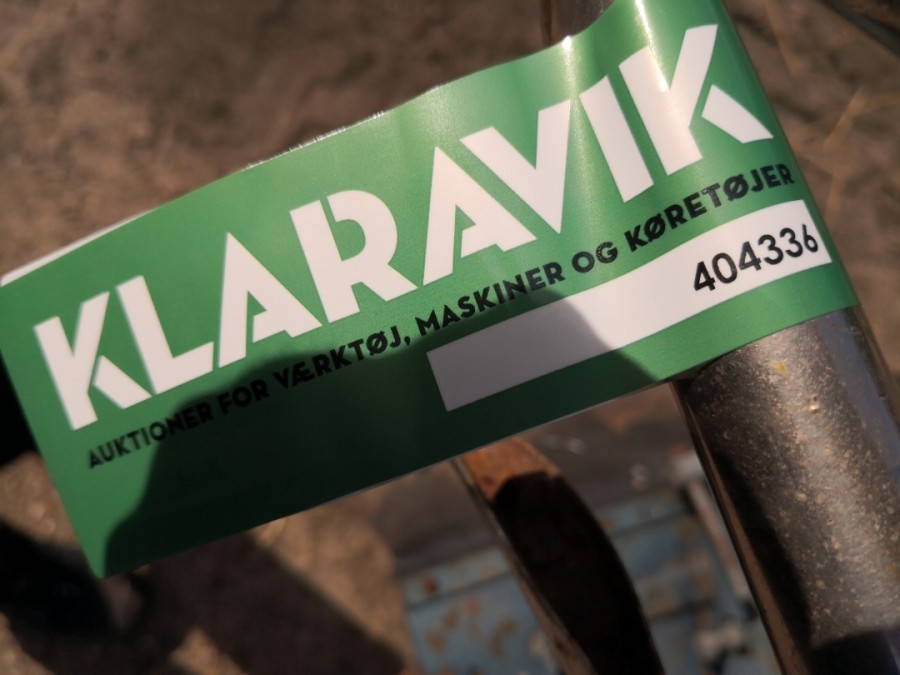 KLARAVIK
AUKTIONER FOR VÆRKTØJ, MASKINER OG KØRETØJER
404336